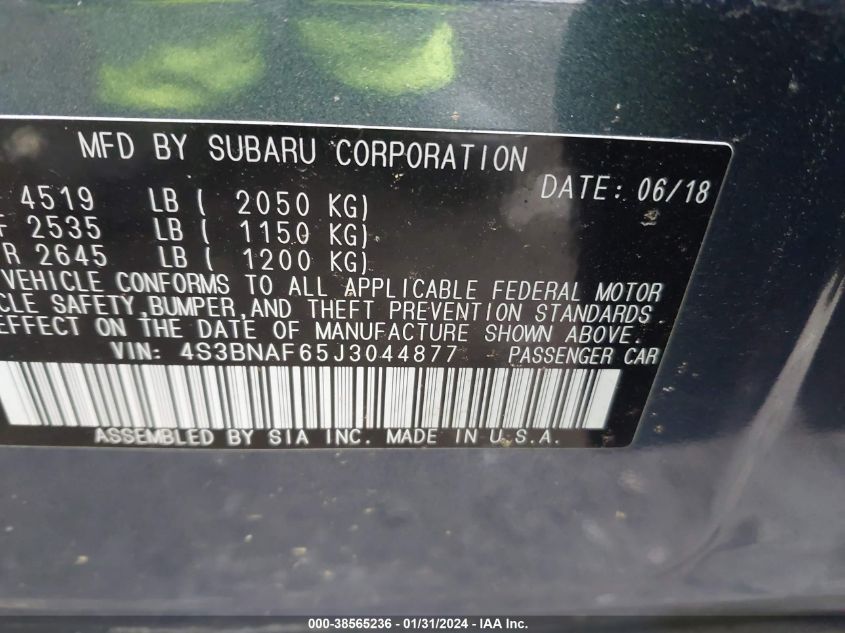 MFD BY SUBARU CORPORATION
DATE: 06/18
4519 LB ( 2050 KG)
F 2535 LB ( 1150 KG)
R 2645 LB ( 1200 KG)
VEHICLE CONFORMS TO ALL APPLICABLE FEDERAL MOTOR
CLE SAFETY,BUMPER,AND THEFT PREVENTION STANDARDS
EFFECT ON THE DATE OF MANUFACTURE SHOWN ABOVE.
VIN: 4S3BNAF65J3044877 PASSENGER CAR
ASSEMBLED BY SIA INC. MADE IN U.S.A.
000-38565236 - 01/31/2024 - IAA Inc.